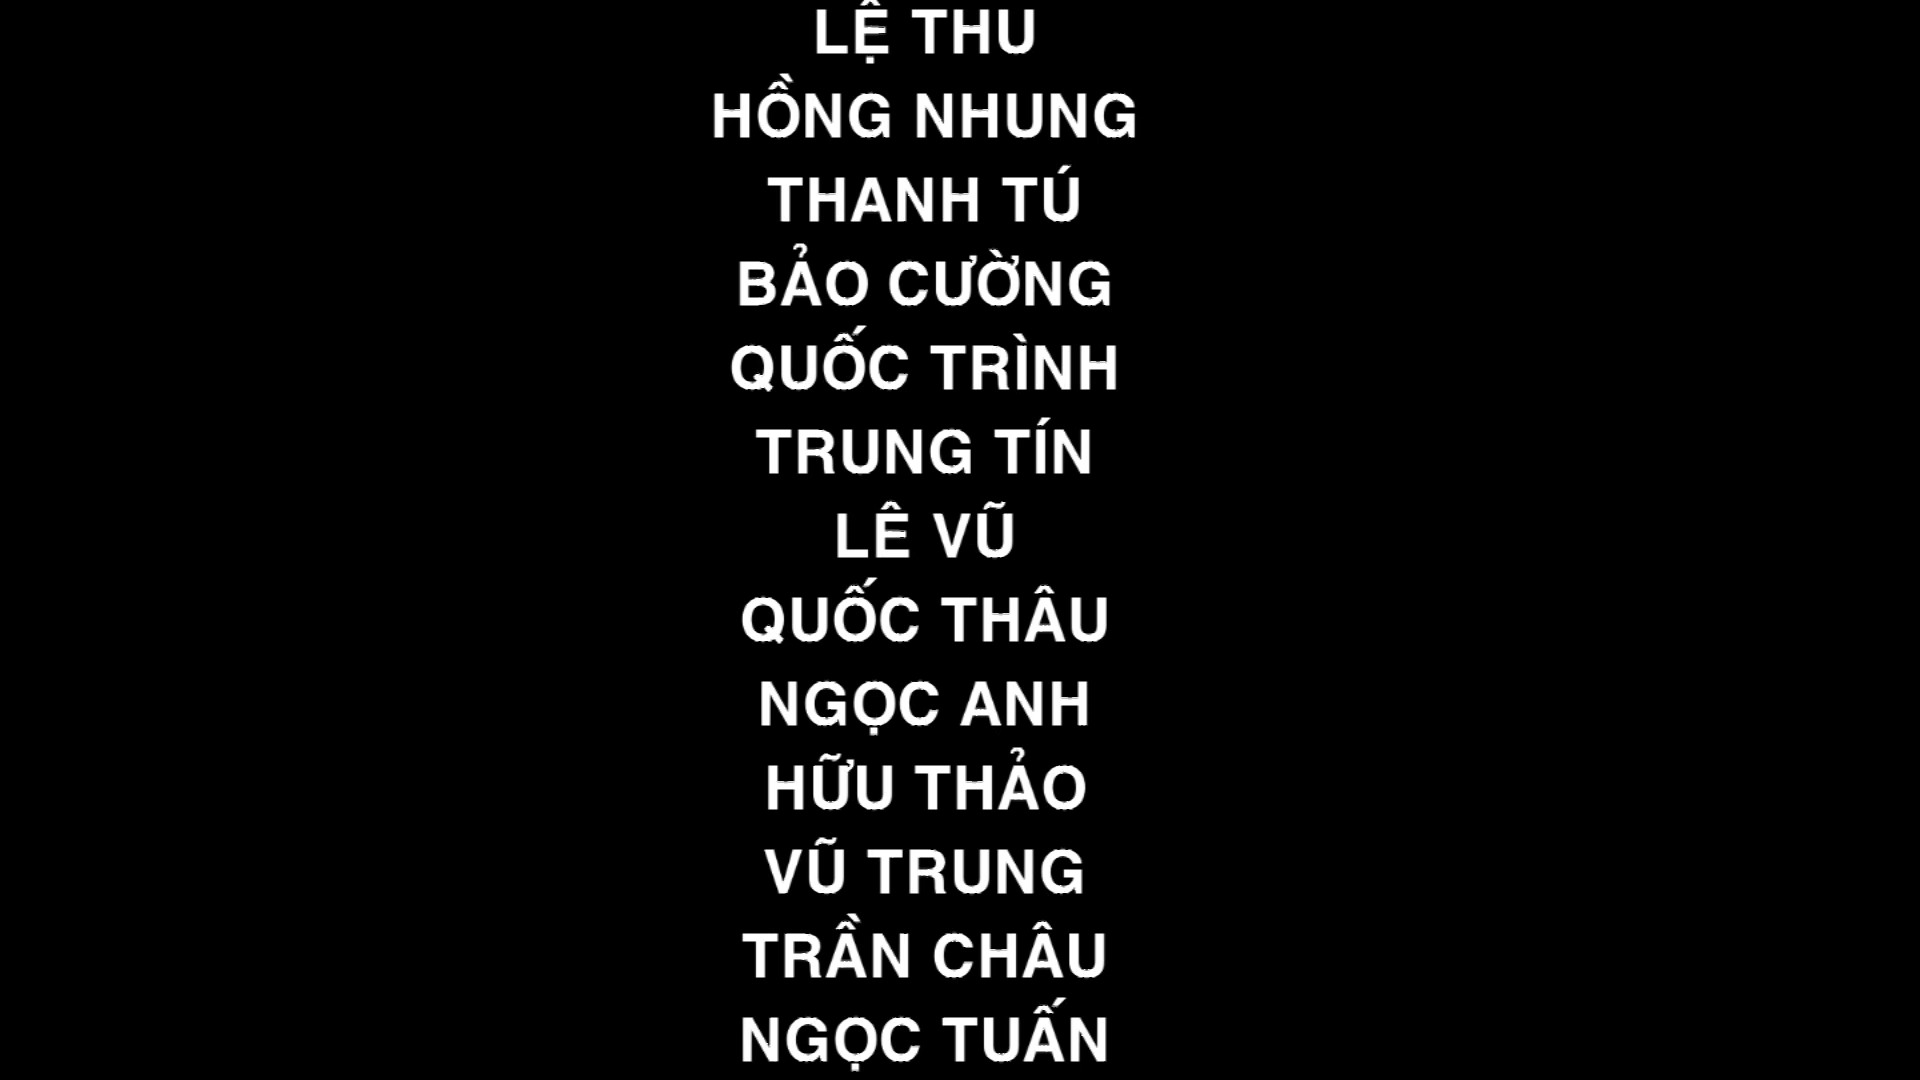 LỆ THU
HỒNG NHUNG
THANH TÚ
BẢO CƯỜNG
QUỐC TRÌNH
TRUNG TÍN
LÊ VŨ
QUỐC THÂU
NGỌC ANH
HỮU THẢO
VŨ TRUNG
TRẦN CHÂU
NGỌC TUẤN